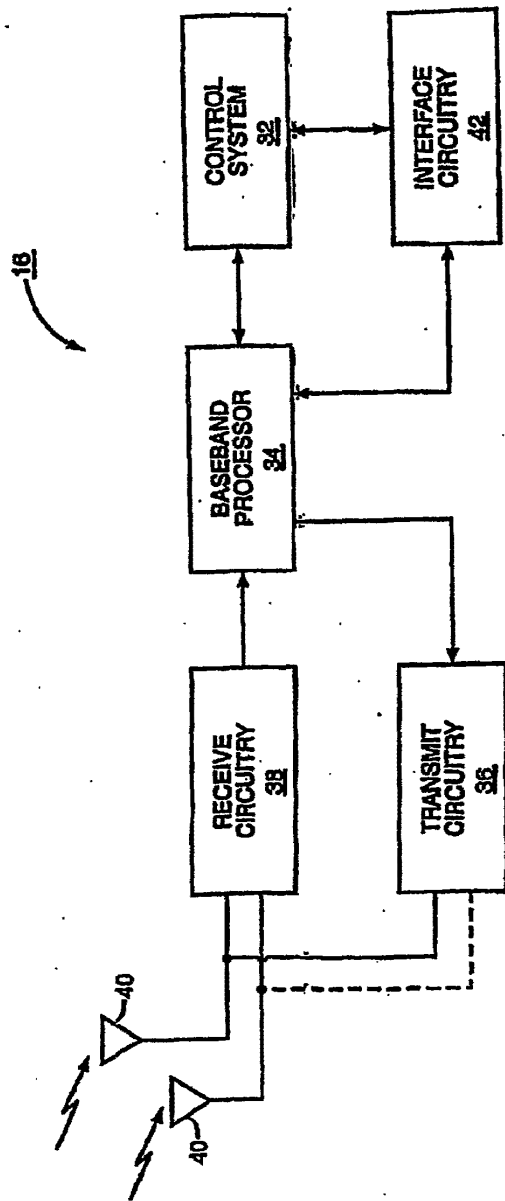 16
40
40
RECEIVE
CIRCUITRY
38
BASEBAND
PROCESSOR
34
CONTROL
SYSTEM
32
TRANSMIT
CIRCUITRY
36
INTERFACE
CIRCUITRY
42